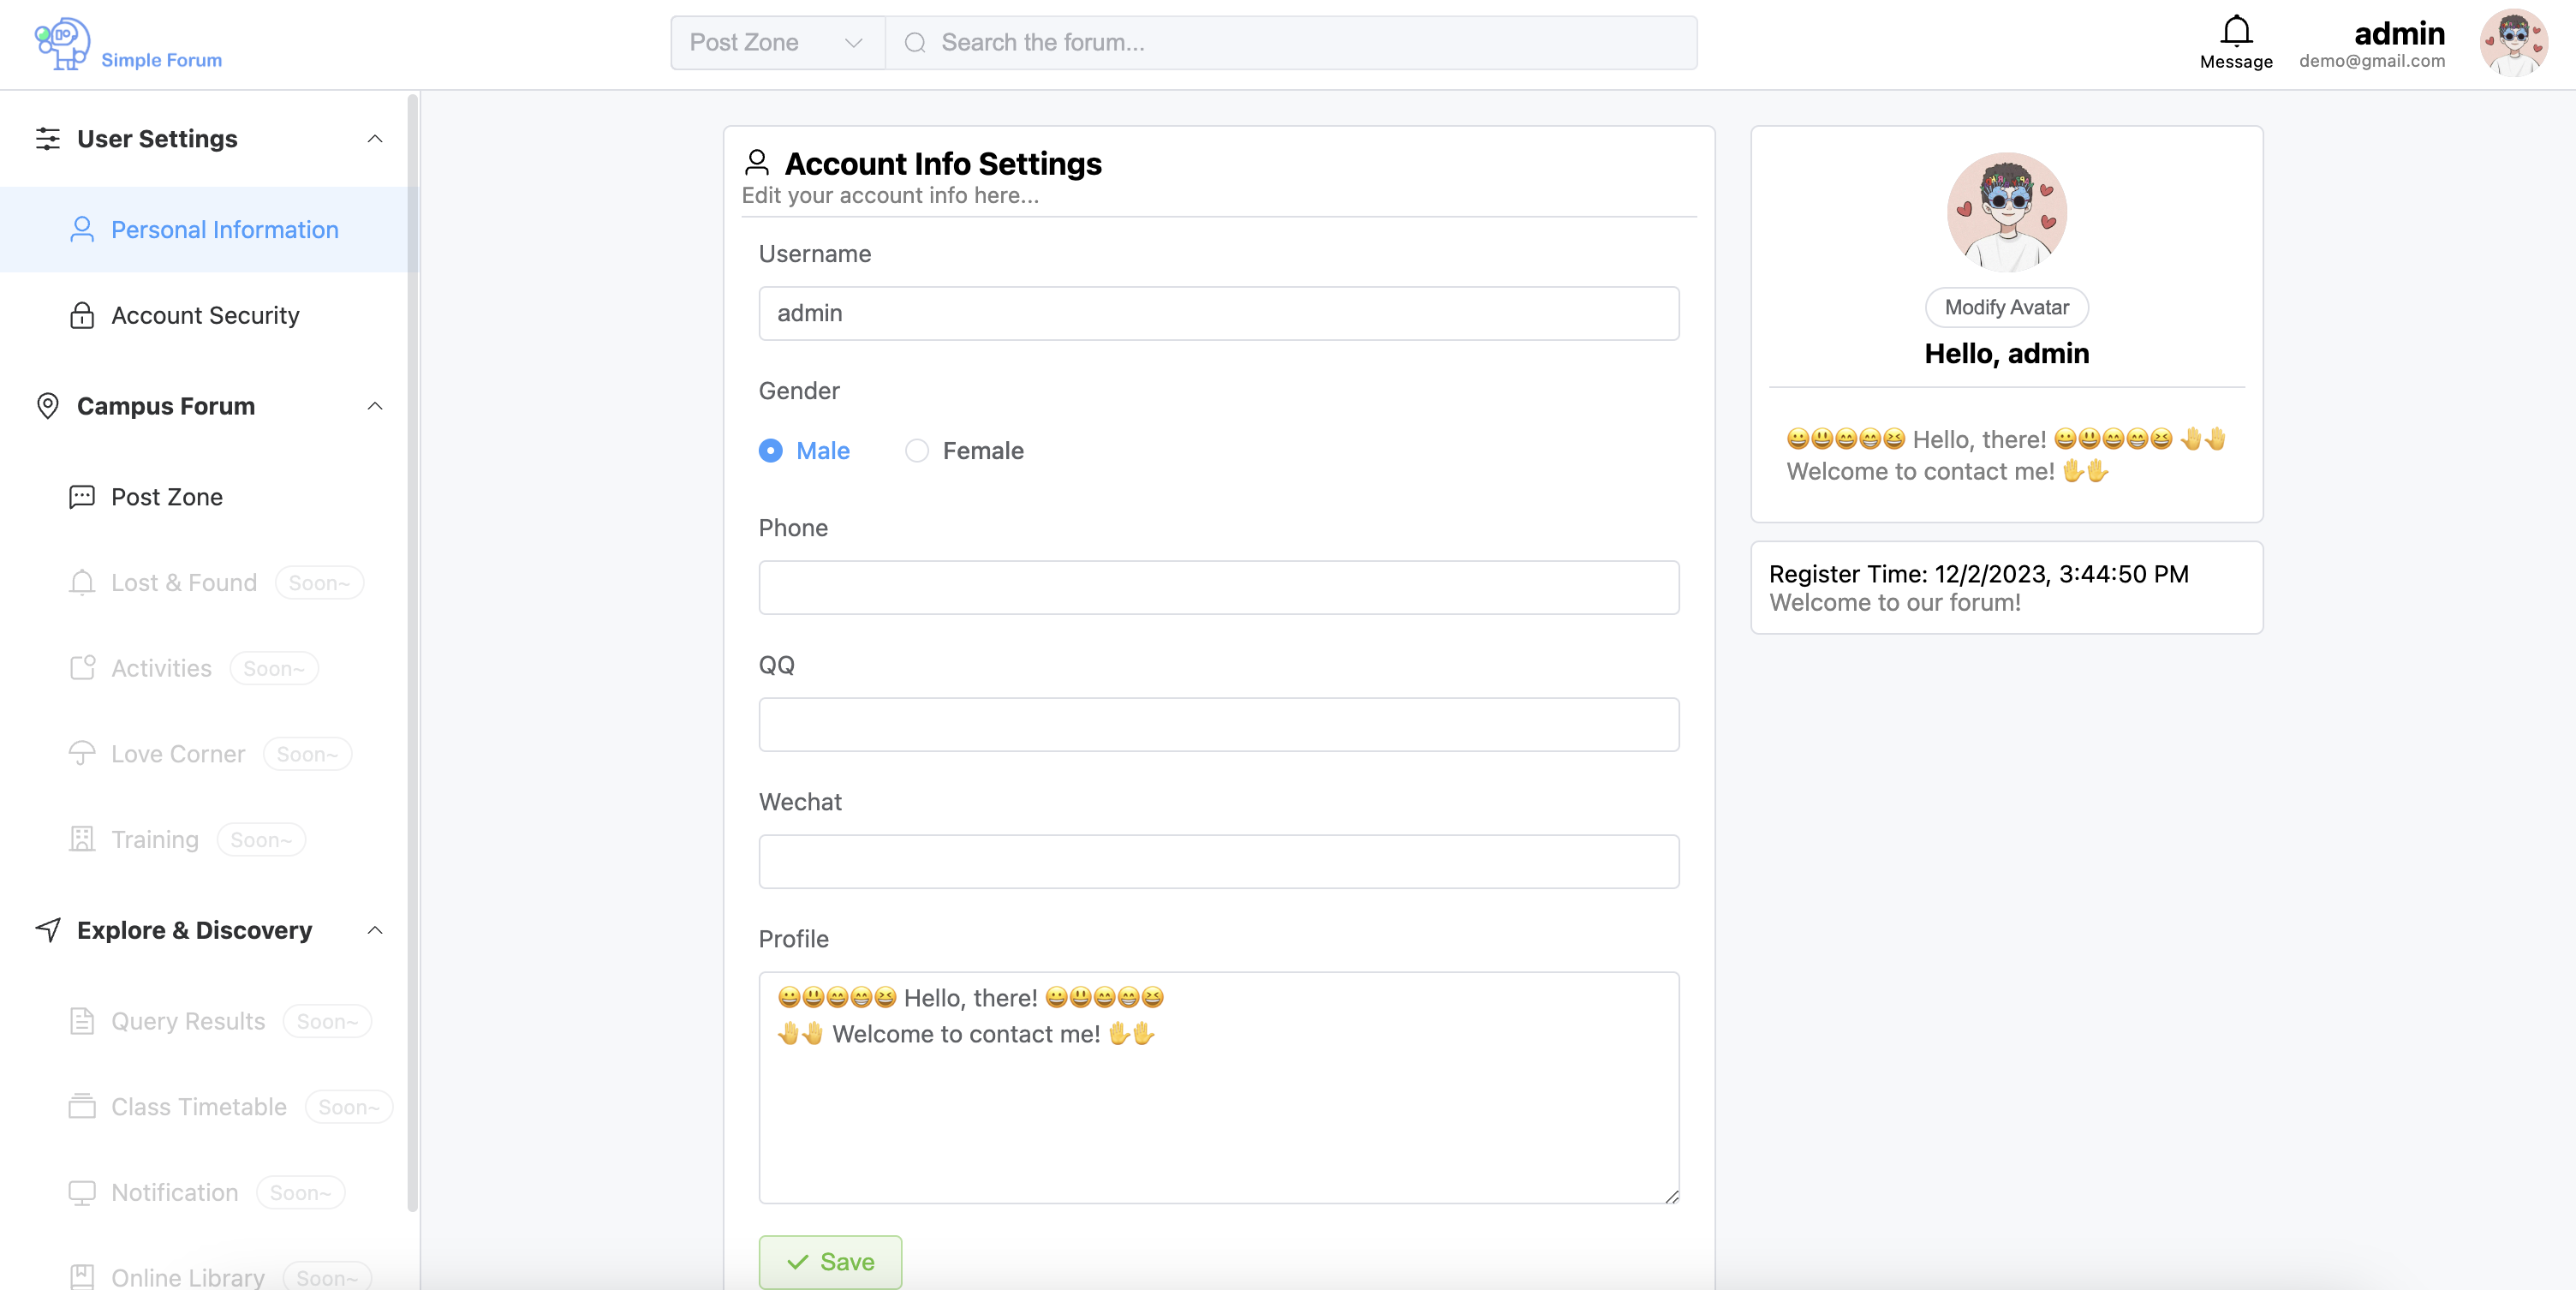 Simple Forum
Post Zone
Search the forum...
Message
admin
demo@gmail.com
User Settings
Personal Information
Account Security
Campus Forum
Post Zone
Lost & Found Soon~
Activities Soon~
Love Corner Soon~
Training Soon~
Explore & Discovery
Query Results Soon~
Class Timetable Soon~
Notification Soon~
Online Library Soon~
Account Info Settings
Edit your account info here...
Username
admin
Gender
Male Female
Phone
QQ
Wechat
Profile
😀😃😄😁😆 Hello, there! 😀😃😄😁😆
🤚🤚 Welcome to contact me! ✋✋
Save
Modify Avatar
Hello, admin
😀😃😄😁😆 Hello, there! 😀😃😄😁😆 🤚🤚
Welcome to contact me! ✋✋
Register Time: 12/2/2023, 3:44:50 PM
Welcome to our forum!